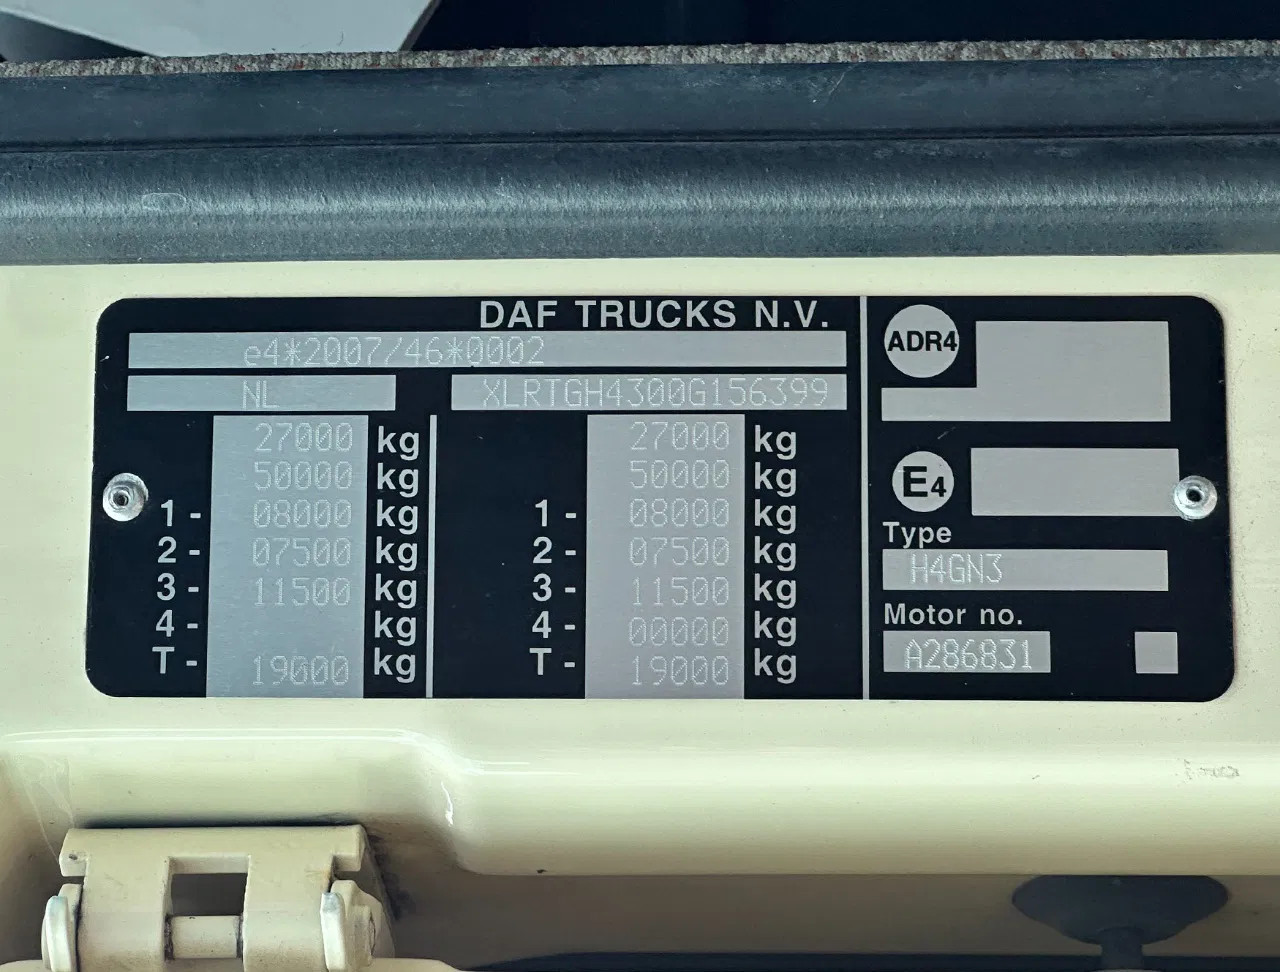 DAF TRUCKS N.V.
e4*2007/46*0002
NL XLRTGH4300G156399
27000 kg 27000 kg
50000 kg 50000 kg
1 - 08000 kg 1 - 08000 kg
2 - 07500 kg 2 - 07500 kg
3 - 11500 kg 3 - 11500 kg
4 - kg 4 - 00000 kg
T - 19000 kg T - 19000 kg
ADR4
E4
Type
H4GN3
Motor no.
A286831